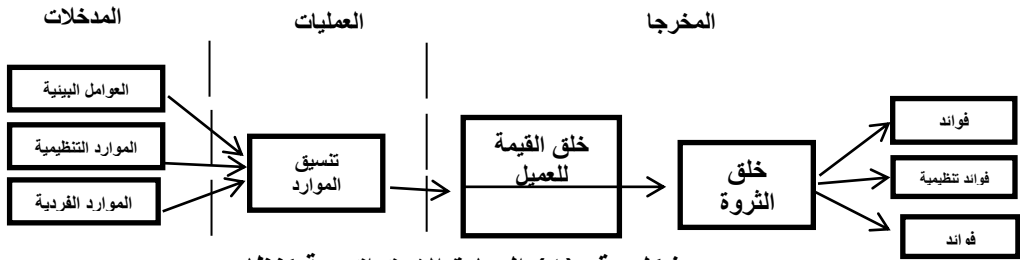 المدخلات
العمليات
المخرجا
العوامل البيئية
الموارد التنظيمية
الموارد الفردية
تنسيق
الموارد
خلق القيمة
للعميل
خلق
الثروة
فوائد
فوائد تنظيمية
فوائد